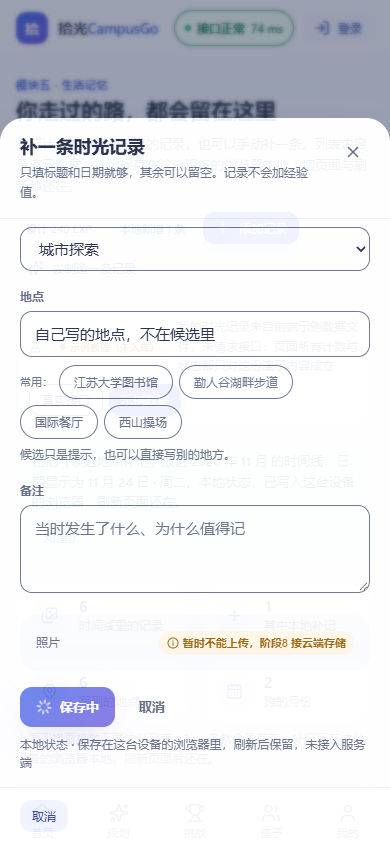 拾
拾光CampusGo
接口正常 74 ms
登录
模块五 · 生活记忆
你走过的路，都会留在这里
补一条时光记录
只填标题和日期就够，其余可以留空。记录不会加经验
值。
城市探索
地点
自己写的地点，不在候选里
常用：
江苏大学图书馆
勤人谷湖畔步道
国际餐厅
西山操场
候选只是提示，也可以直接写别的地方。
备注
当时发生了什么、为什么值得记
照片
暂时不能上传，阶段8 接云端存储
保存中
取消
本地状态 · 保存在这台设备的浏览器里，刷新后保留，未接入服务
端
取消